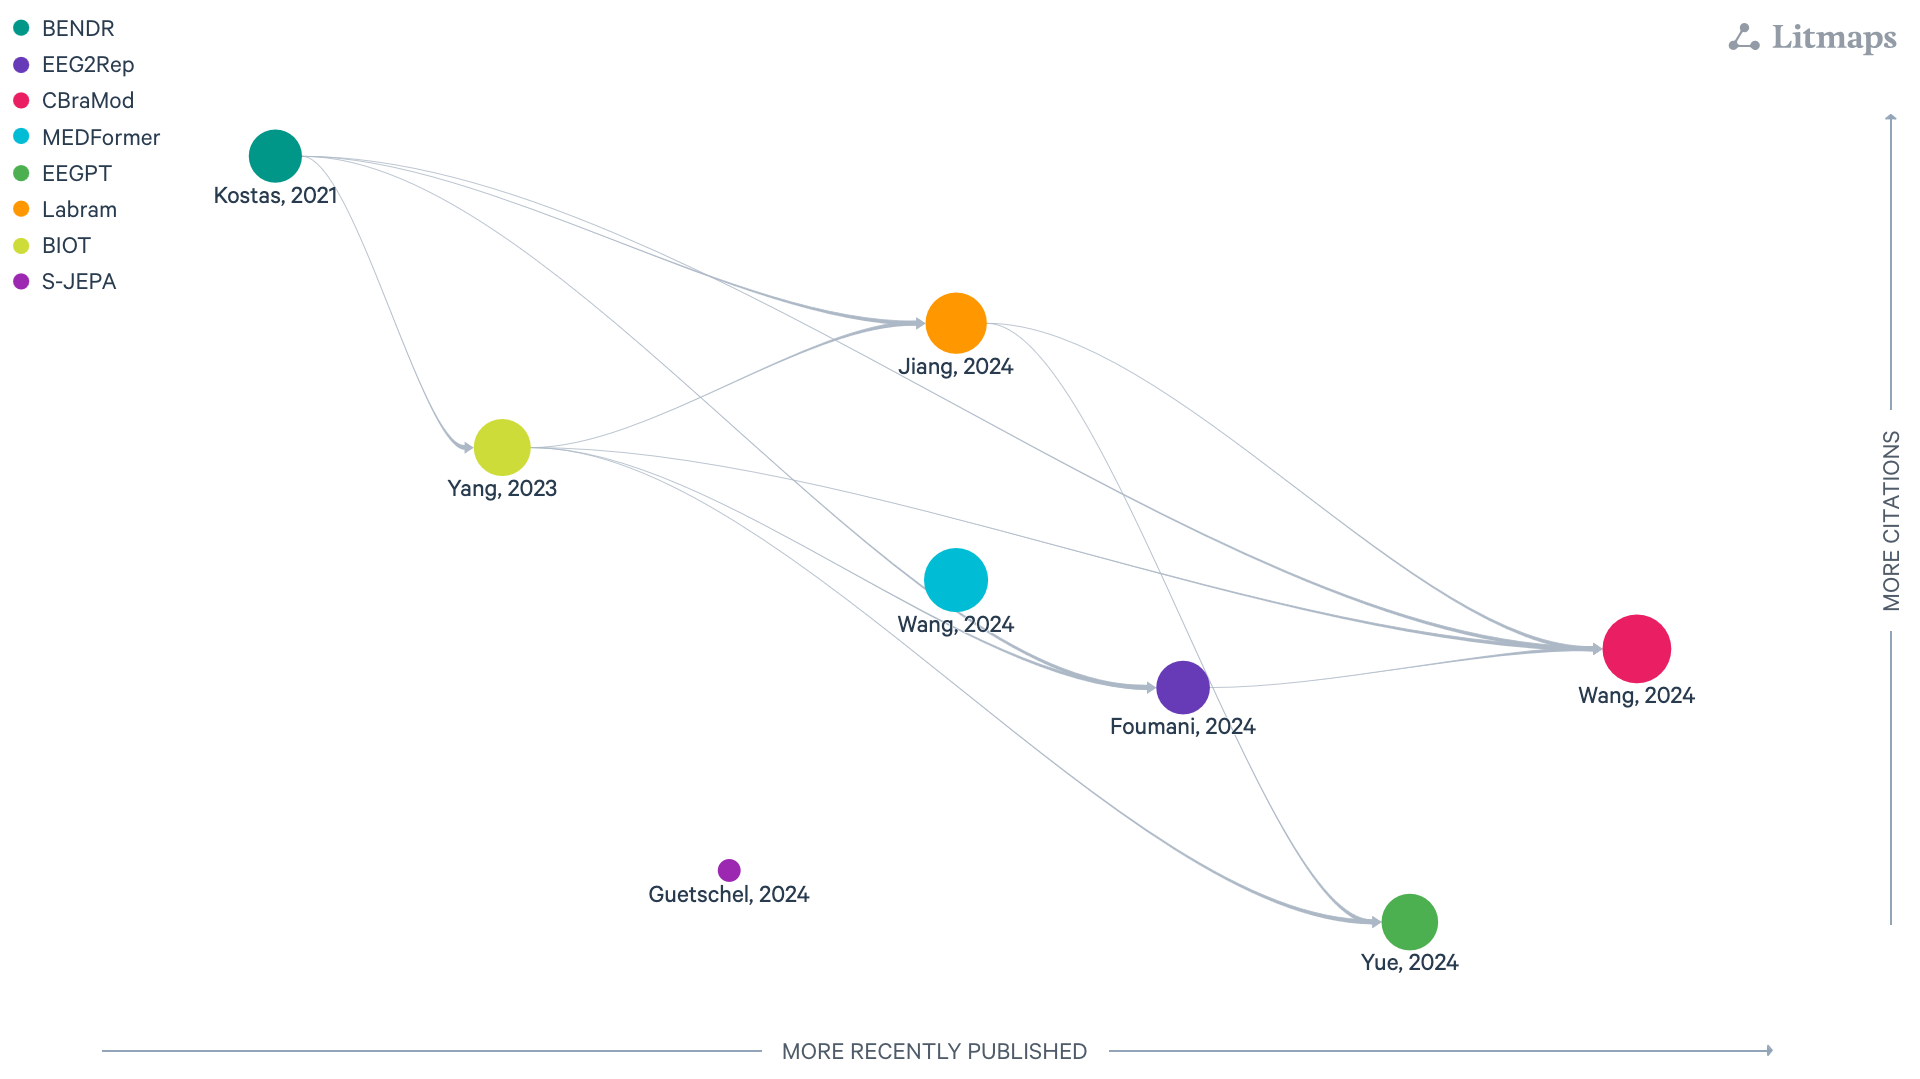 BENDR
EEG2Rep
CBraMod
MEDFormer
EEGPT
Labram
BIOT
S-JEPA
Litmaps
Kostas, 2021
Jiang, 2024
Yang, 2023
Wang, 2024
Wang, 2024
Foumani, 2024
Guetschel, 2024
Yue, 2024
MORE CITATIONS
MORE RECENTLY PUBLISHED